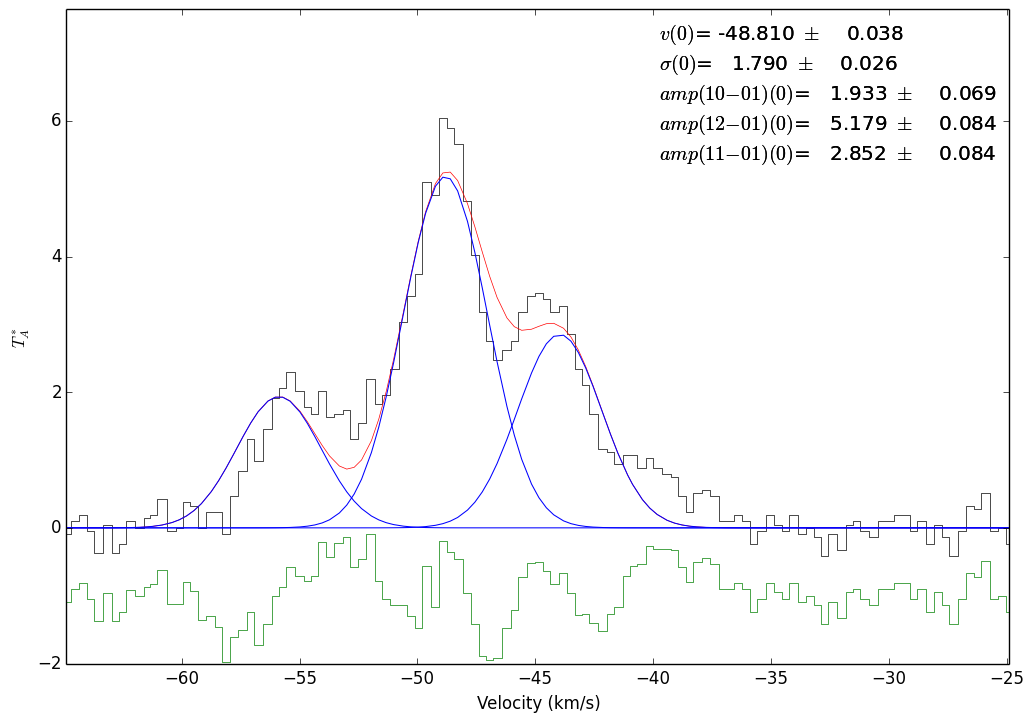 v(0)= -48.810 ± 0.038
σ(0)= 1.790 ± 0.026
amp(10−01)(0)= 1.933 ± 0.069
amp(12−01)(0)= 5.179 ± 0.084
amp(11−01)(0)= 2.852 ± 0.084
6
4
2
0
−2
T*A
−60 −55 −50 −45 −40 −35 −30 −25
Velocity (km/s)